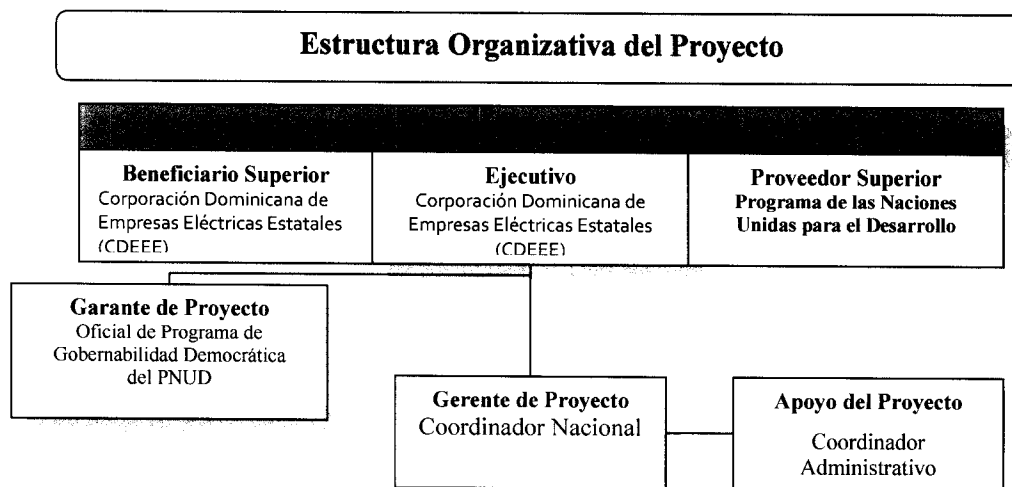 Estructura Organizativa del Proyecto
Beneficiario Superior
Corporación Dominicana de
Empresas Eléctricas Estatales
(CDEEE)
Ejecutivo
Corporación Dominicana de
Empresas Eléctricas Estatales
(CDEEE)
Proveedor Superior
Programa de las Naciones
Unidas para el Desarrollo
Garante de Proyecto
Oficial de Programa de
Gobernabilidad Democrática
del PNUD
Gerente de Proyecto
Coordinador Nacional
Apoyo del Proyecto
Coordinador
Administrativo